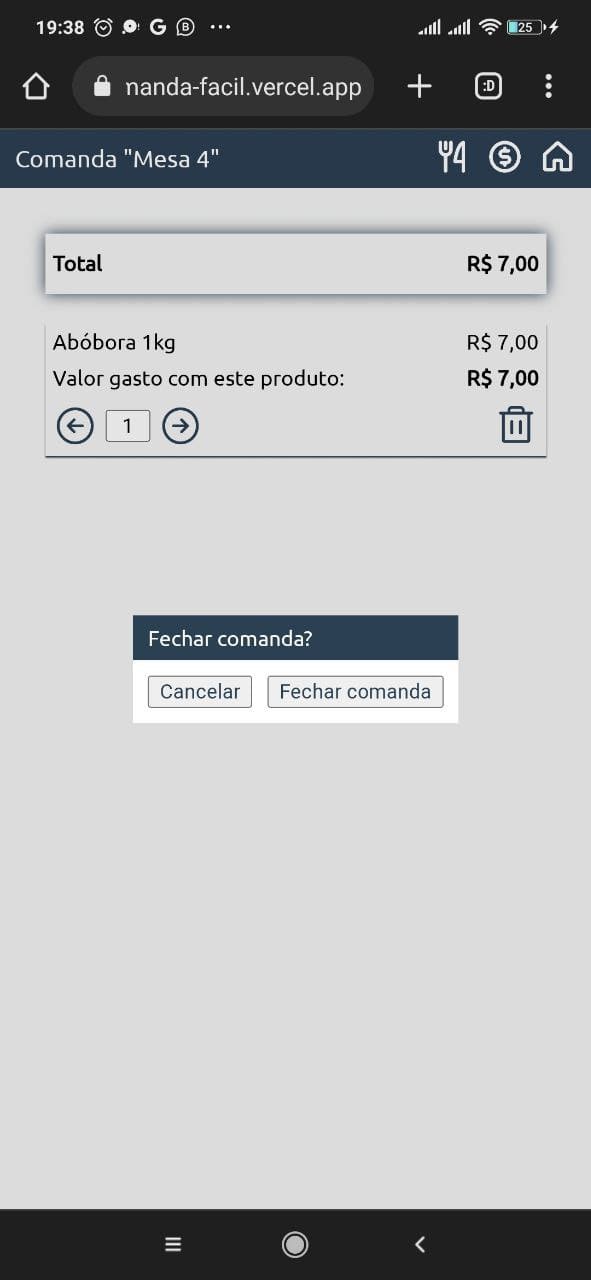 19:38 G B ... 25
nanda-facil.vercel.app :D
Comanda "Mesa 4"
Total R$ 7,00
Abóbora 1kg R$ 7,00
Valor gasto com este produto: R$ 7,00
1
Fechar comanda?
Cancelar Fechar comanda